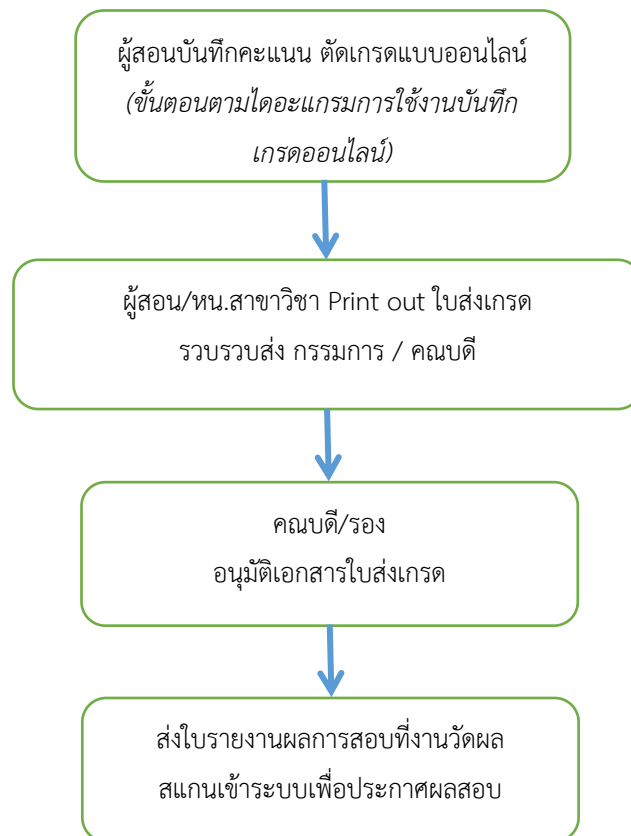 ผู้สอนบันทึกคะแนน ตัดเกรดแบบออนไลน์
(ขั้นตอนตามไดอะแกรมการใช้งานบันทึก
เกรดออนไลน์)
ผู้สอน/หน.สาขาวิชา Print out ใบส่งเกรด
รวบรวบส่ง กรรมการ / คณบดี
คณบดี/รอง
อนุมัติเอกสารใบส่งเกรด
ส่งใบรายงานผลการสอบที่งานวัดผล
สแกนเข้าระบบเพื่อประกาศผลสอบ